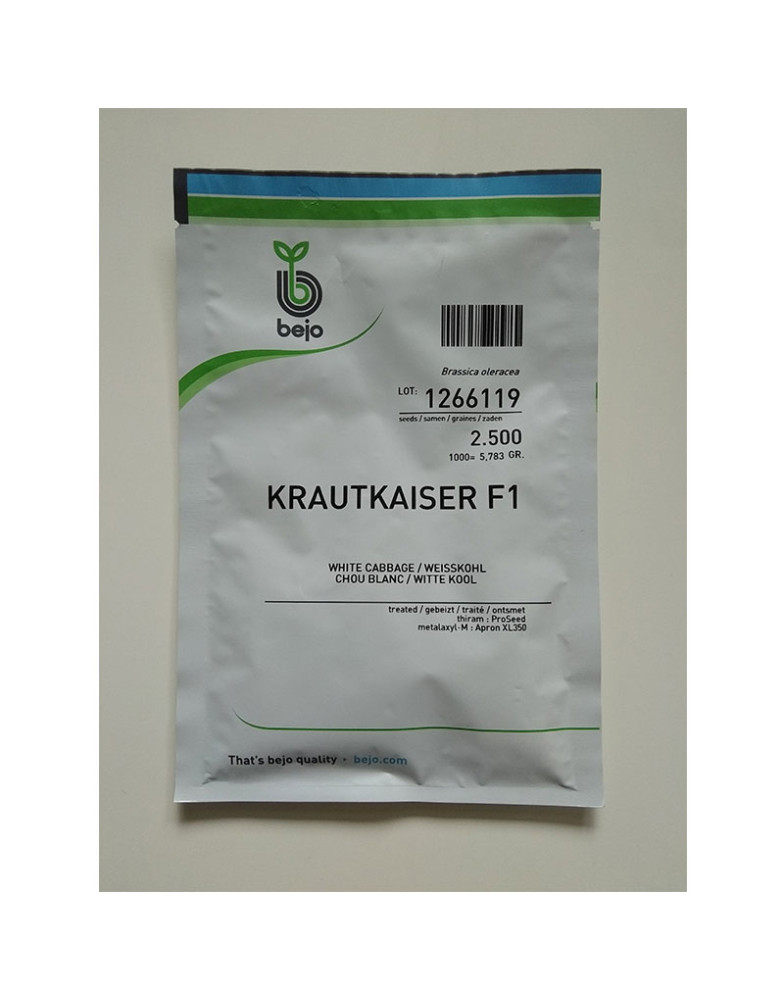 bejo
Brassica oleracea
LOT: 1266119
seeds / samen / graines / zaden
2.500
1000= 5,783 GR.
KRAUTKAISER F1
WHITE CABBAGE / WEISSKOHL
CHOU BLANC / WITTE KOOL
treated / gebeizt / traité / ontsmet
thiram : ProSeed
metalaxyl-M : Apron XL350
That's bejo quality • bejo.com